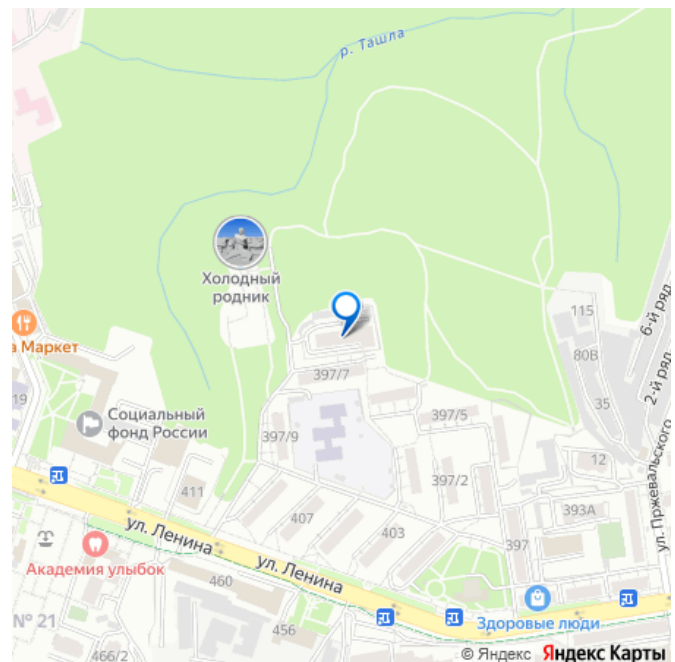 р. Ташла
Холодный
родник
115
6-й ряд
80В
2-й ряд
а Маркет
19
35
Социальный
фонд России
397/7
397/5
397/9
397/2
12
ул. Пржевальского
411
393А
407
403
397
ул. Ленина
ул. Ленина
Академия улыбок
460
Здоровые люди
№ 21
456
466/2
© Яндекс Яндекс Карты